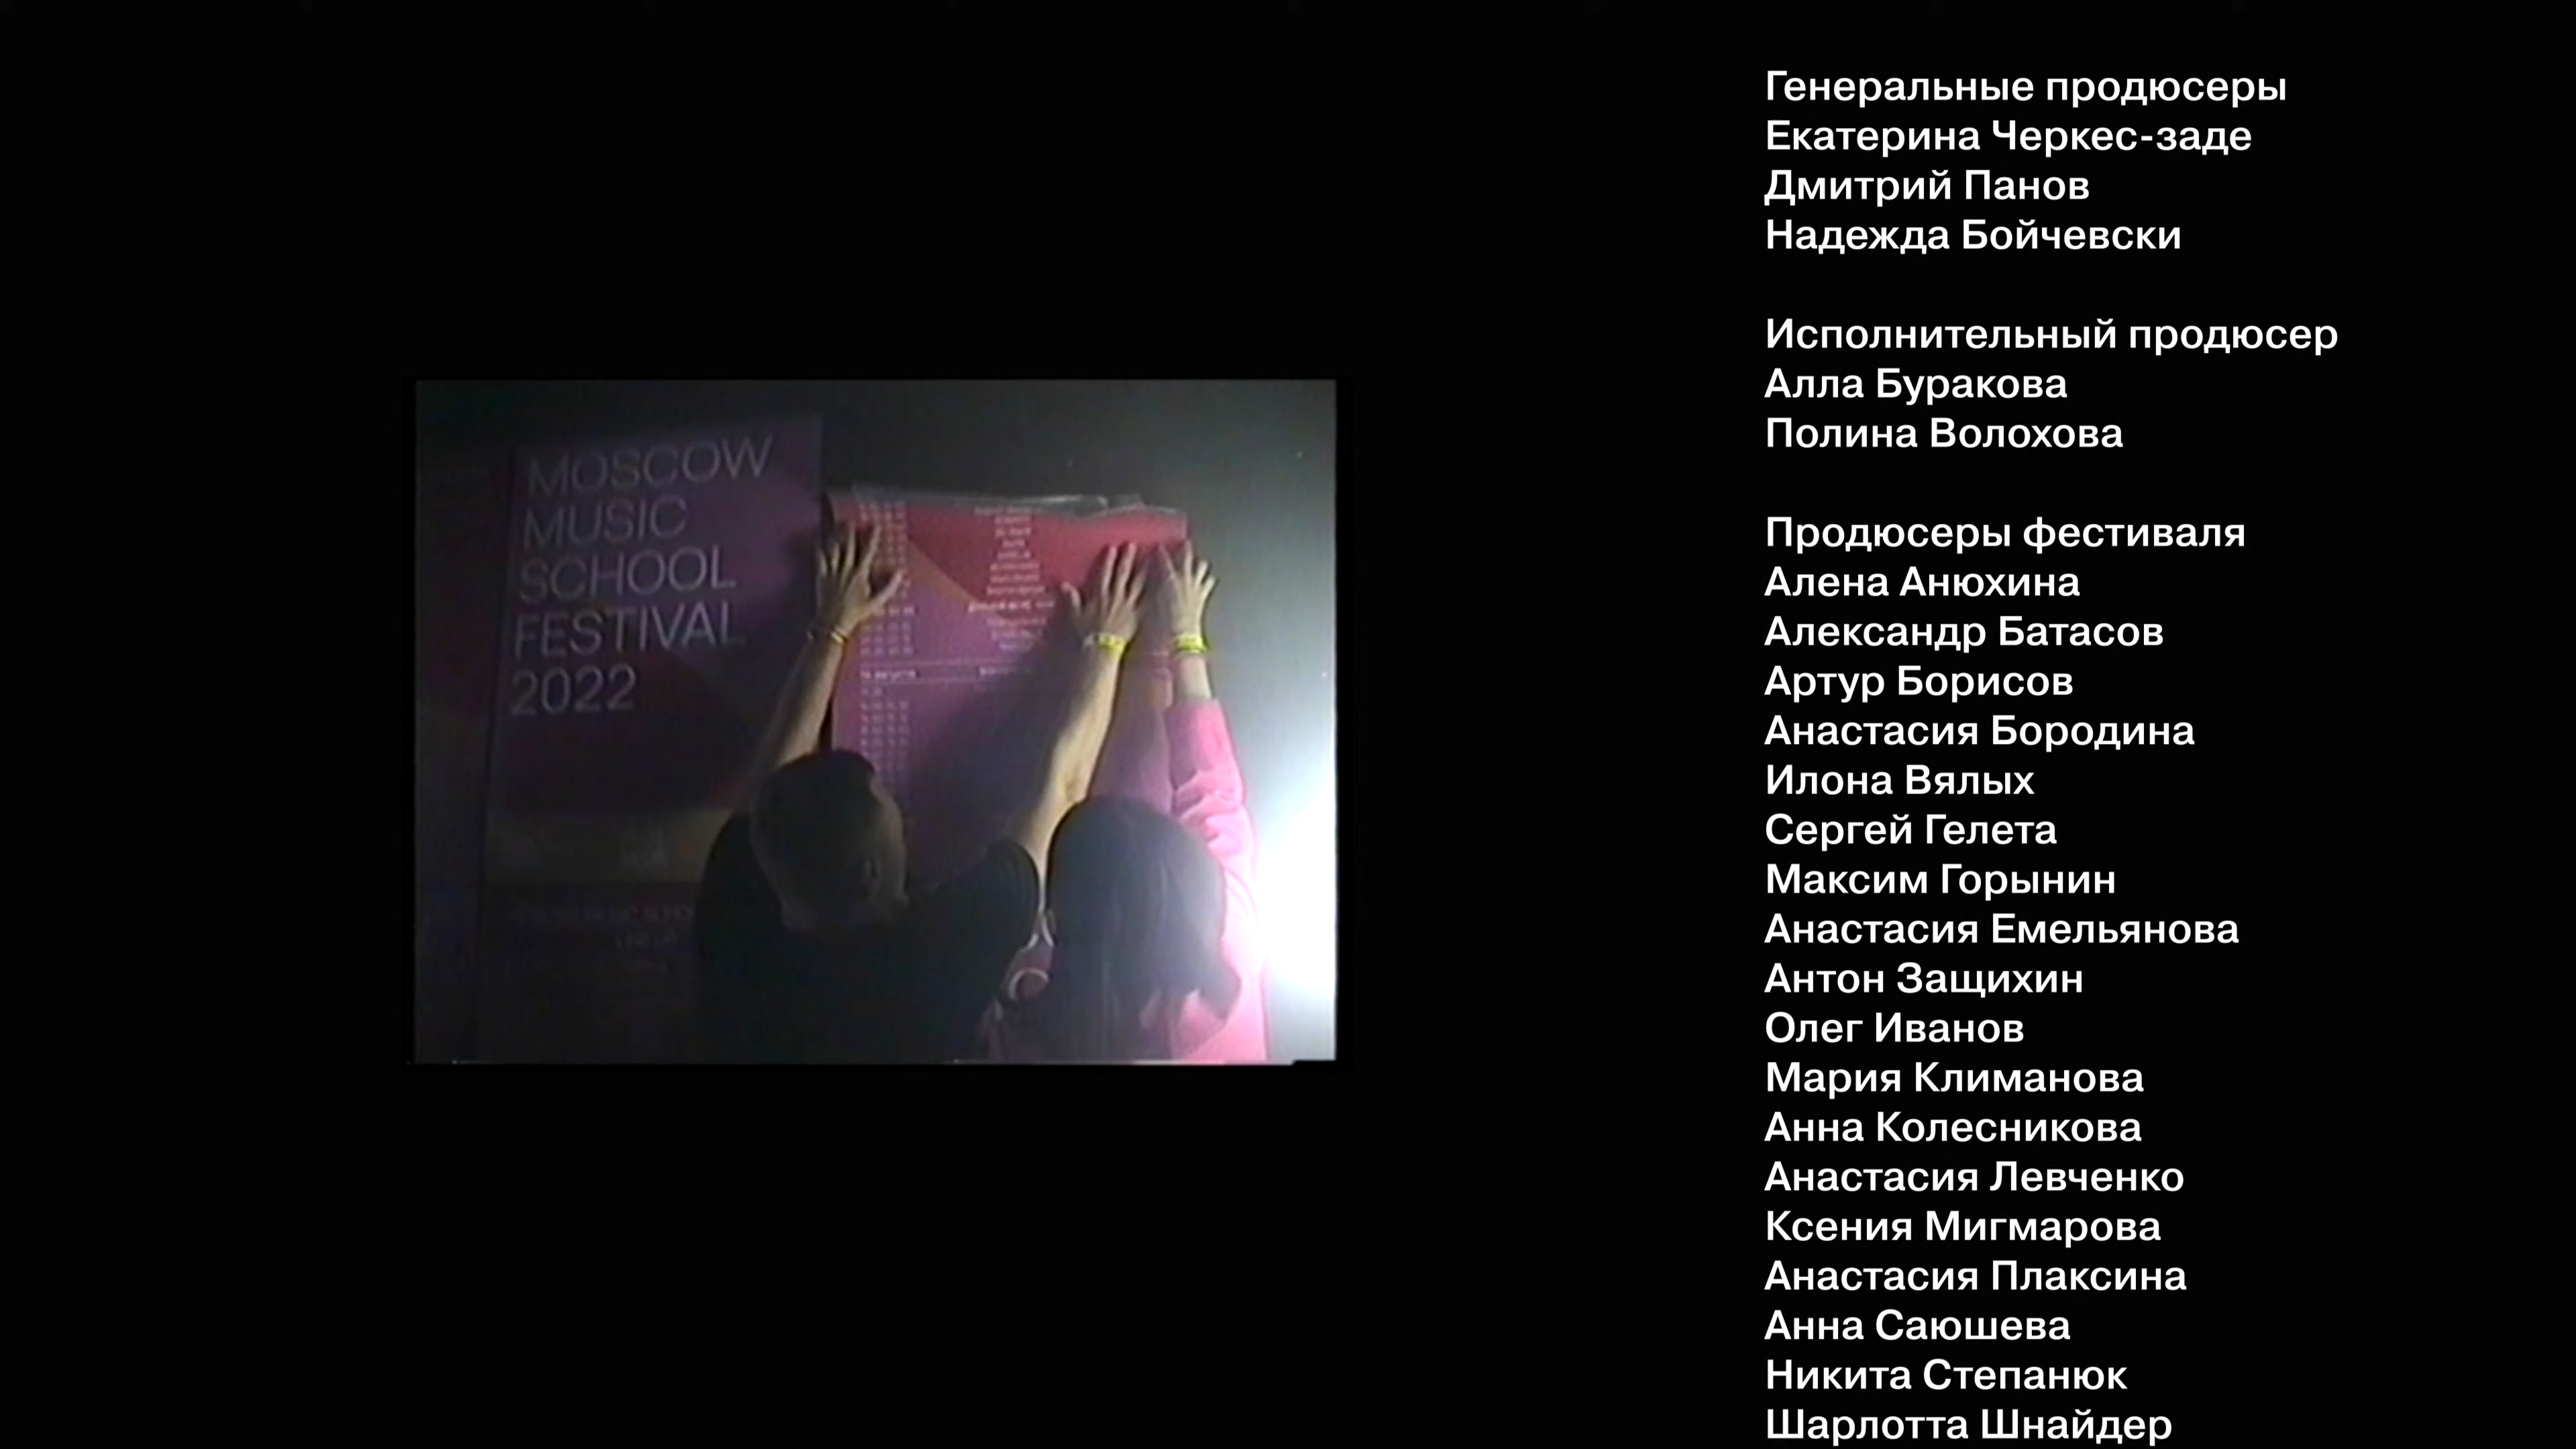 MOSCOW
MUSIC
SCHOOL
FESTIVAL
2022
Генеральные продюсеры
Екатерина Черкес-заде
Дмитрий Панов
Надежда Бойчевски
Исполнительный продюсер
Алла Буракова
Полина Волохова
Продюсеры фестиваля
Алена Анюхина
Александр Батасов
Артур Борисов
Анастасия Бородина
Илона Вялых
Сергей Гелета
Максим Горынин
Анастасия Емельянова
Антон Защихин
Олег Иванов
Мария Климанова
Анна Колесникова
Анастасия Левченко
Ксения Мигмарова
Анастасия Плаксина
Анна Саюшева
Никита Степанюк
Шарлотта Шнайдер